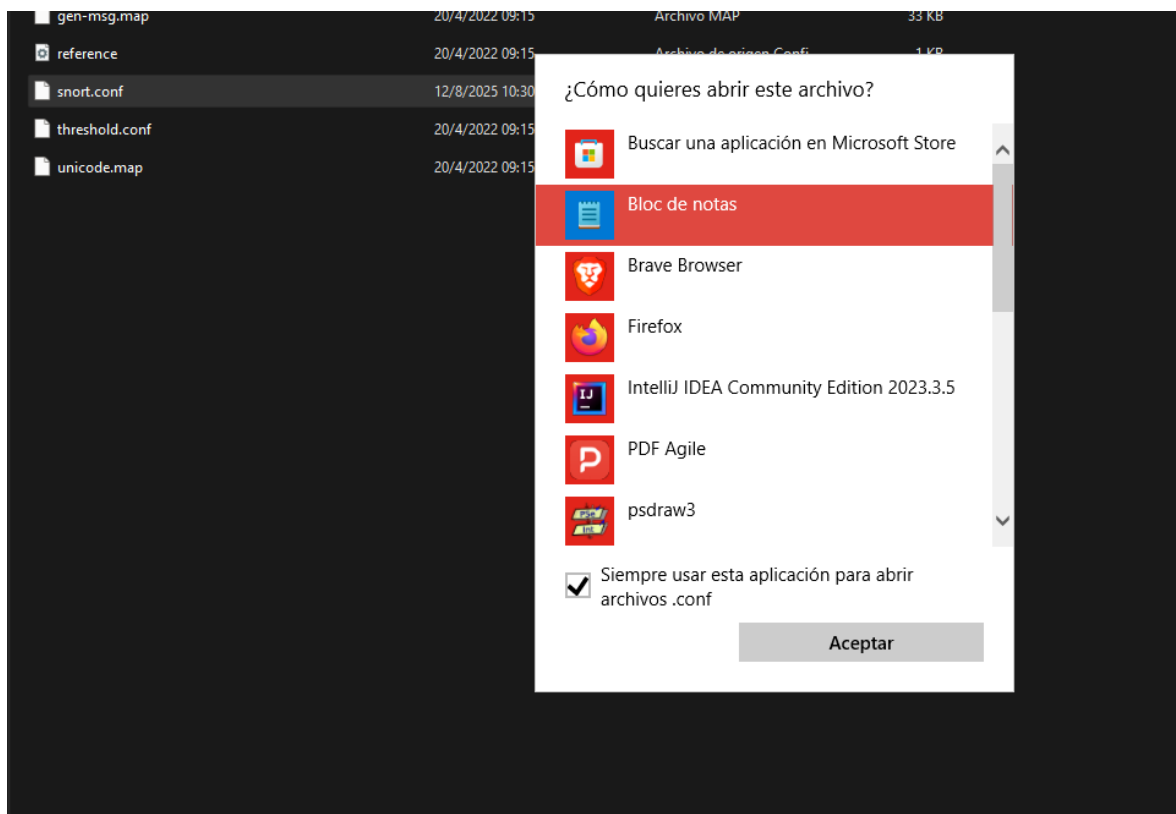 gen-msg.map 20/4/2022 09:15 Archivo MAP 33 KB
reference 20/4/2022 09:15 Archivo de origen Confi... 1 KB
snort.conf 12/8/2025 10:30
threshold.conf 20/4/2022 09:15
unicode.map 20/4/2022 09:15
¿Cómo quieres abrir este archivo?
Buscar una aplicación en Microsoft Store
Bloc de notas
Brave Browser
Firefox
IntelliJ IDEA Community Edition 2023.3.5
PDF Agile
psdraw3
Siempre usar esta aplicación para abrir
archivos .conf
Aceptar